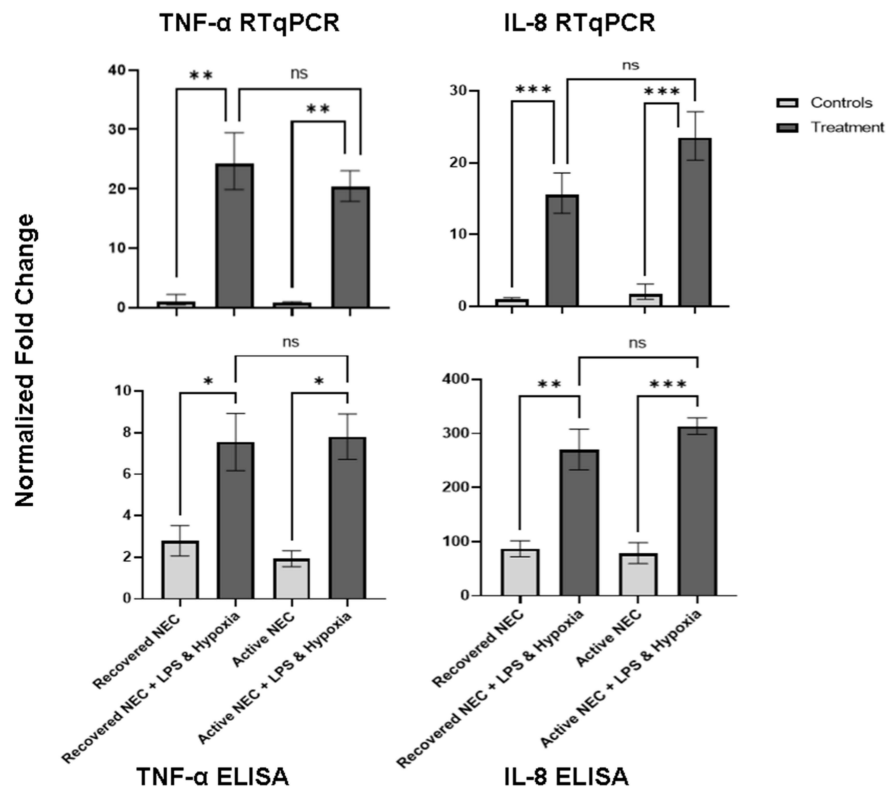 TNF-α RTqPCR
IL-8 RTqPCR
Normalized Fold Change
40
30
20
10
0
** ns **
30
20
10
0
*** ns ***
Controls
Treatment
10
8
6
4
2
0
* ns *
400
300
200
100
0
** ns ***
Recovered NEC
Recovered NEC + LPS & Hypoxia
Active NEC
Active NEC + LPS & Hypoxia
Recovered NEC
Recovered NEC + LPS & Hypoxia
Active NEC
Active NEC + LPS & Hypoxia
TNF-α ELISA
IL-8 ELISA